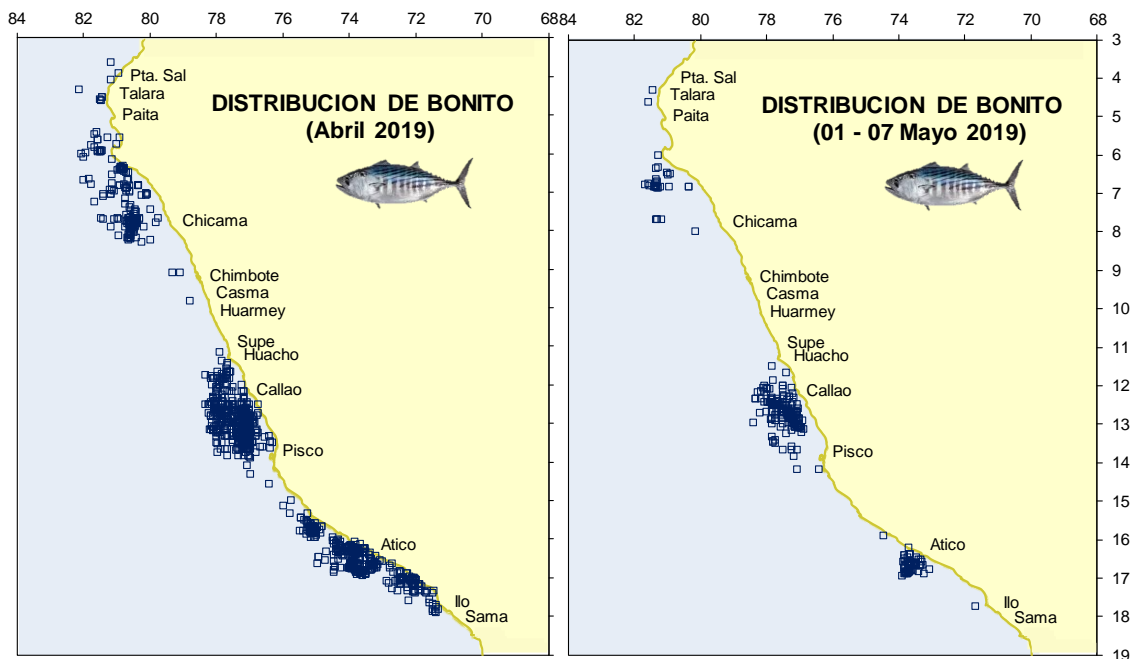 84 82 80 78 76 74 72 70 68
84 82 80 78 76 74 72 70 68
DISTRIBUCION DE BONITO
(Abril 2019)
Pta. Sal
Talara
Paita
Chicama
Chimbote
Casma
Huarmey
Supe
Huacho
Callao
Pisco
Atico
Ilo
Sama
DISTRIBUCION DE BONITO
(01 - 07 Mayo 2019)
Pta. Sal
Talara
Paita
Chicama
Chimbote
Casma
Huarmey
Supe
Huacho
Callao
Pisco
Atico
Ilo
Sama
3
4
5
6
7
8
9
10
11
12
13
14
15
16
17
18
19